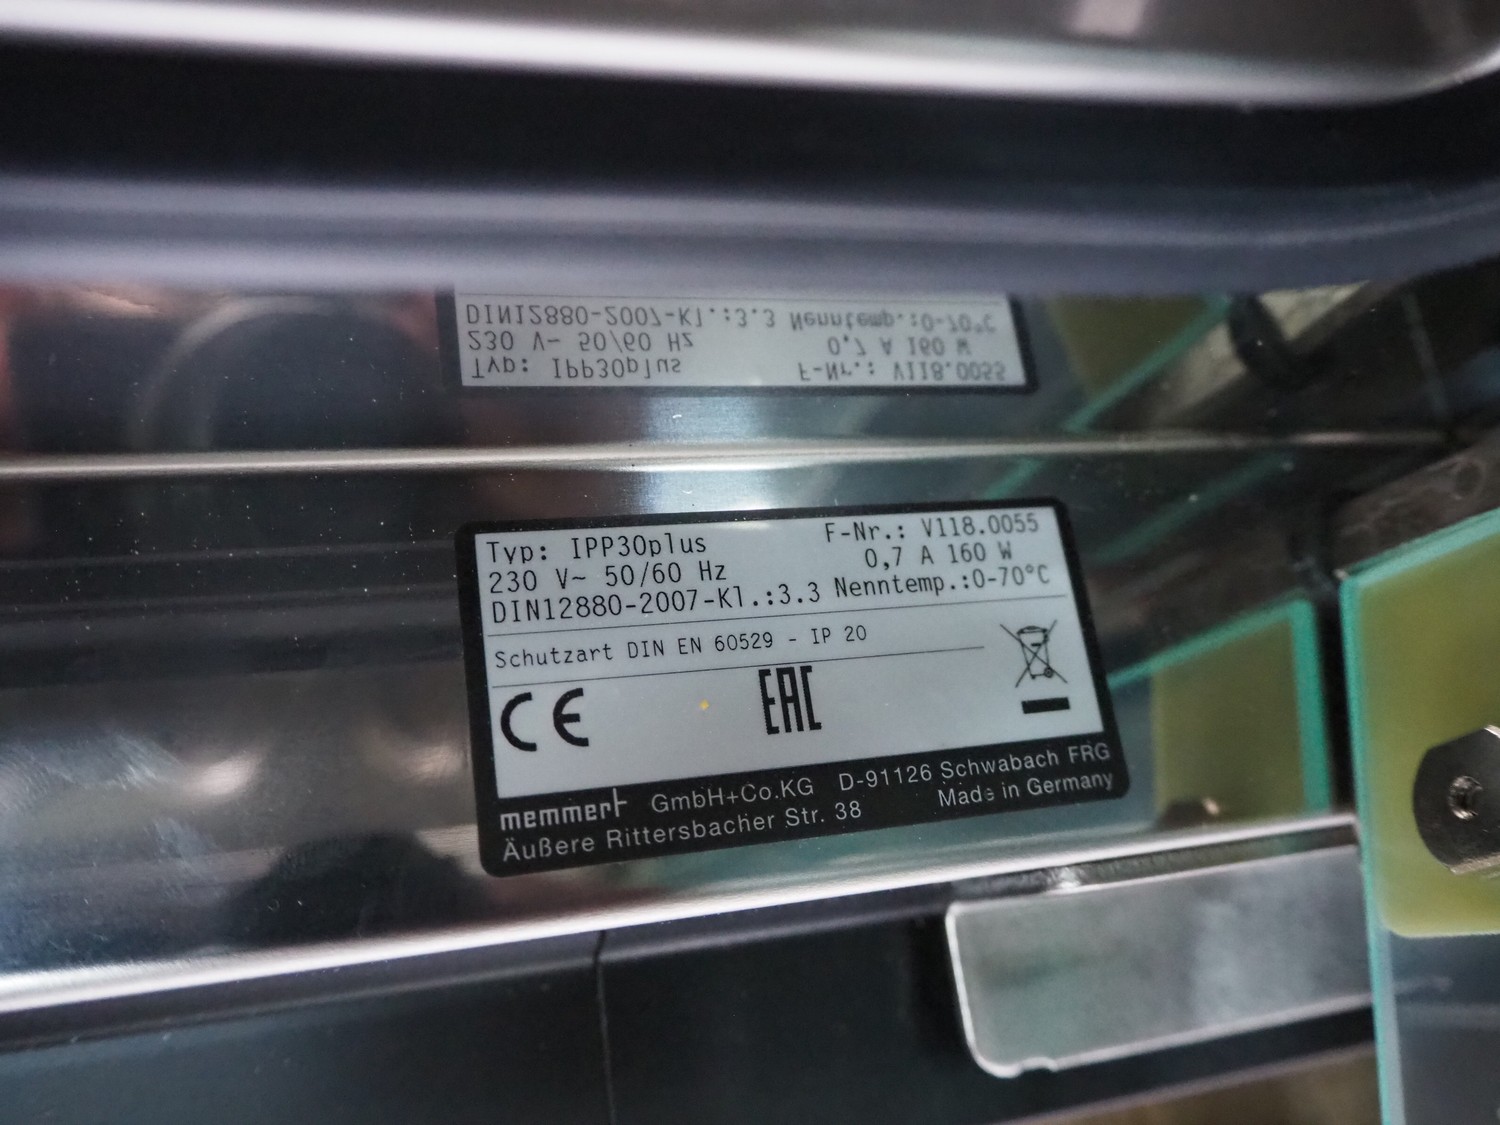 Typ: IPP30plus F-Nr.: V118.0055
230 V~ 50/60 Hz 0,7 A 160 W
DIN12880-2007-Kl.:3.3 Nenntemp.:0-70°C
Schutzart DIN EN 60529 - IP 20
CE EAC
memmert GmbH+Co.KG D-91126 Schwabach FRG
Äußere Rittersbacher Str. 38 Made in Germany